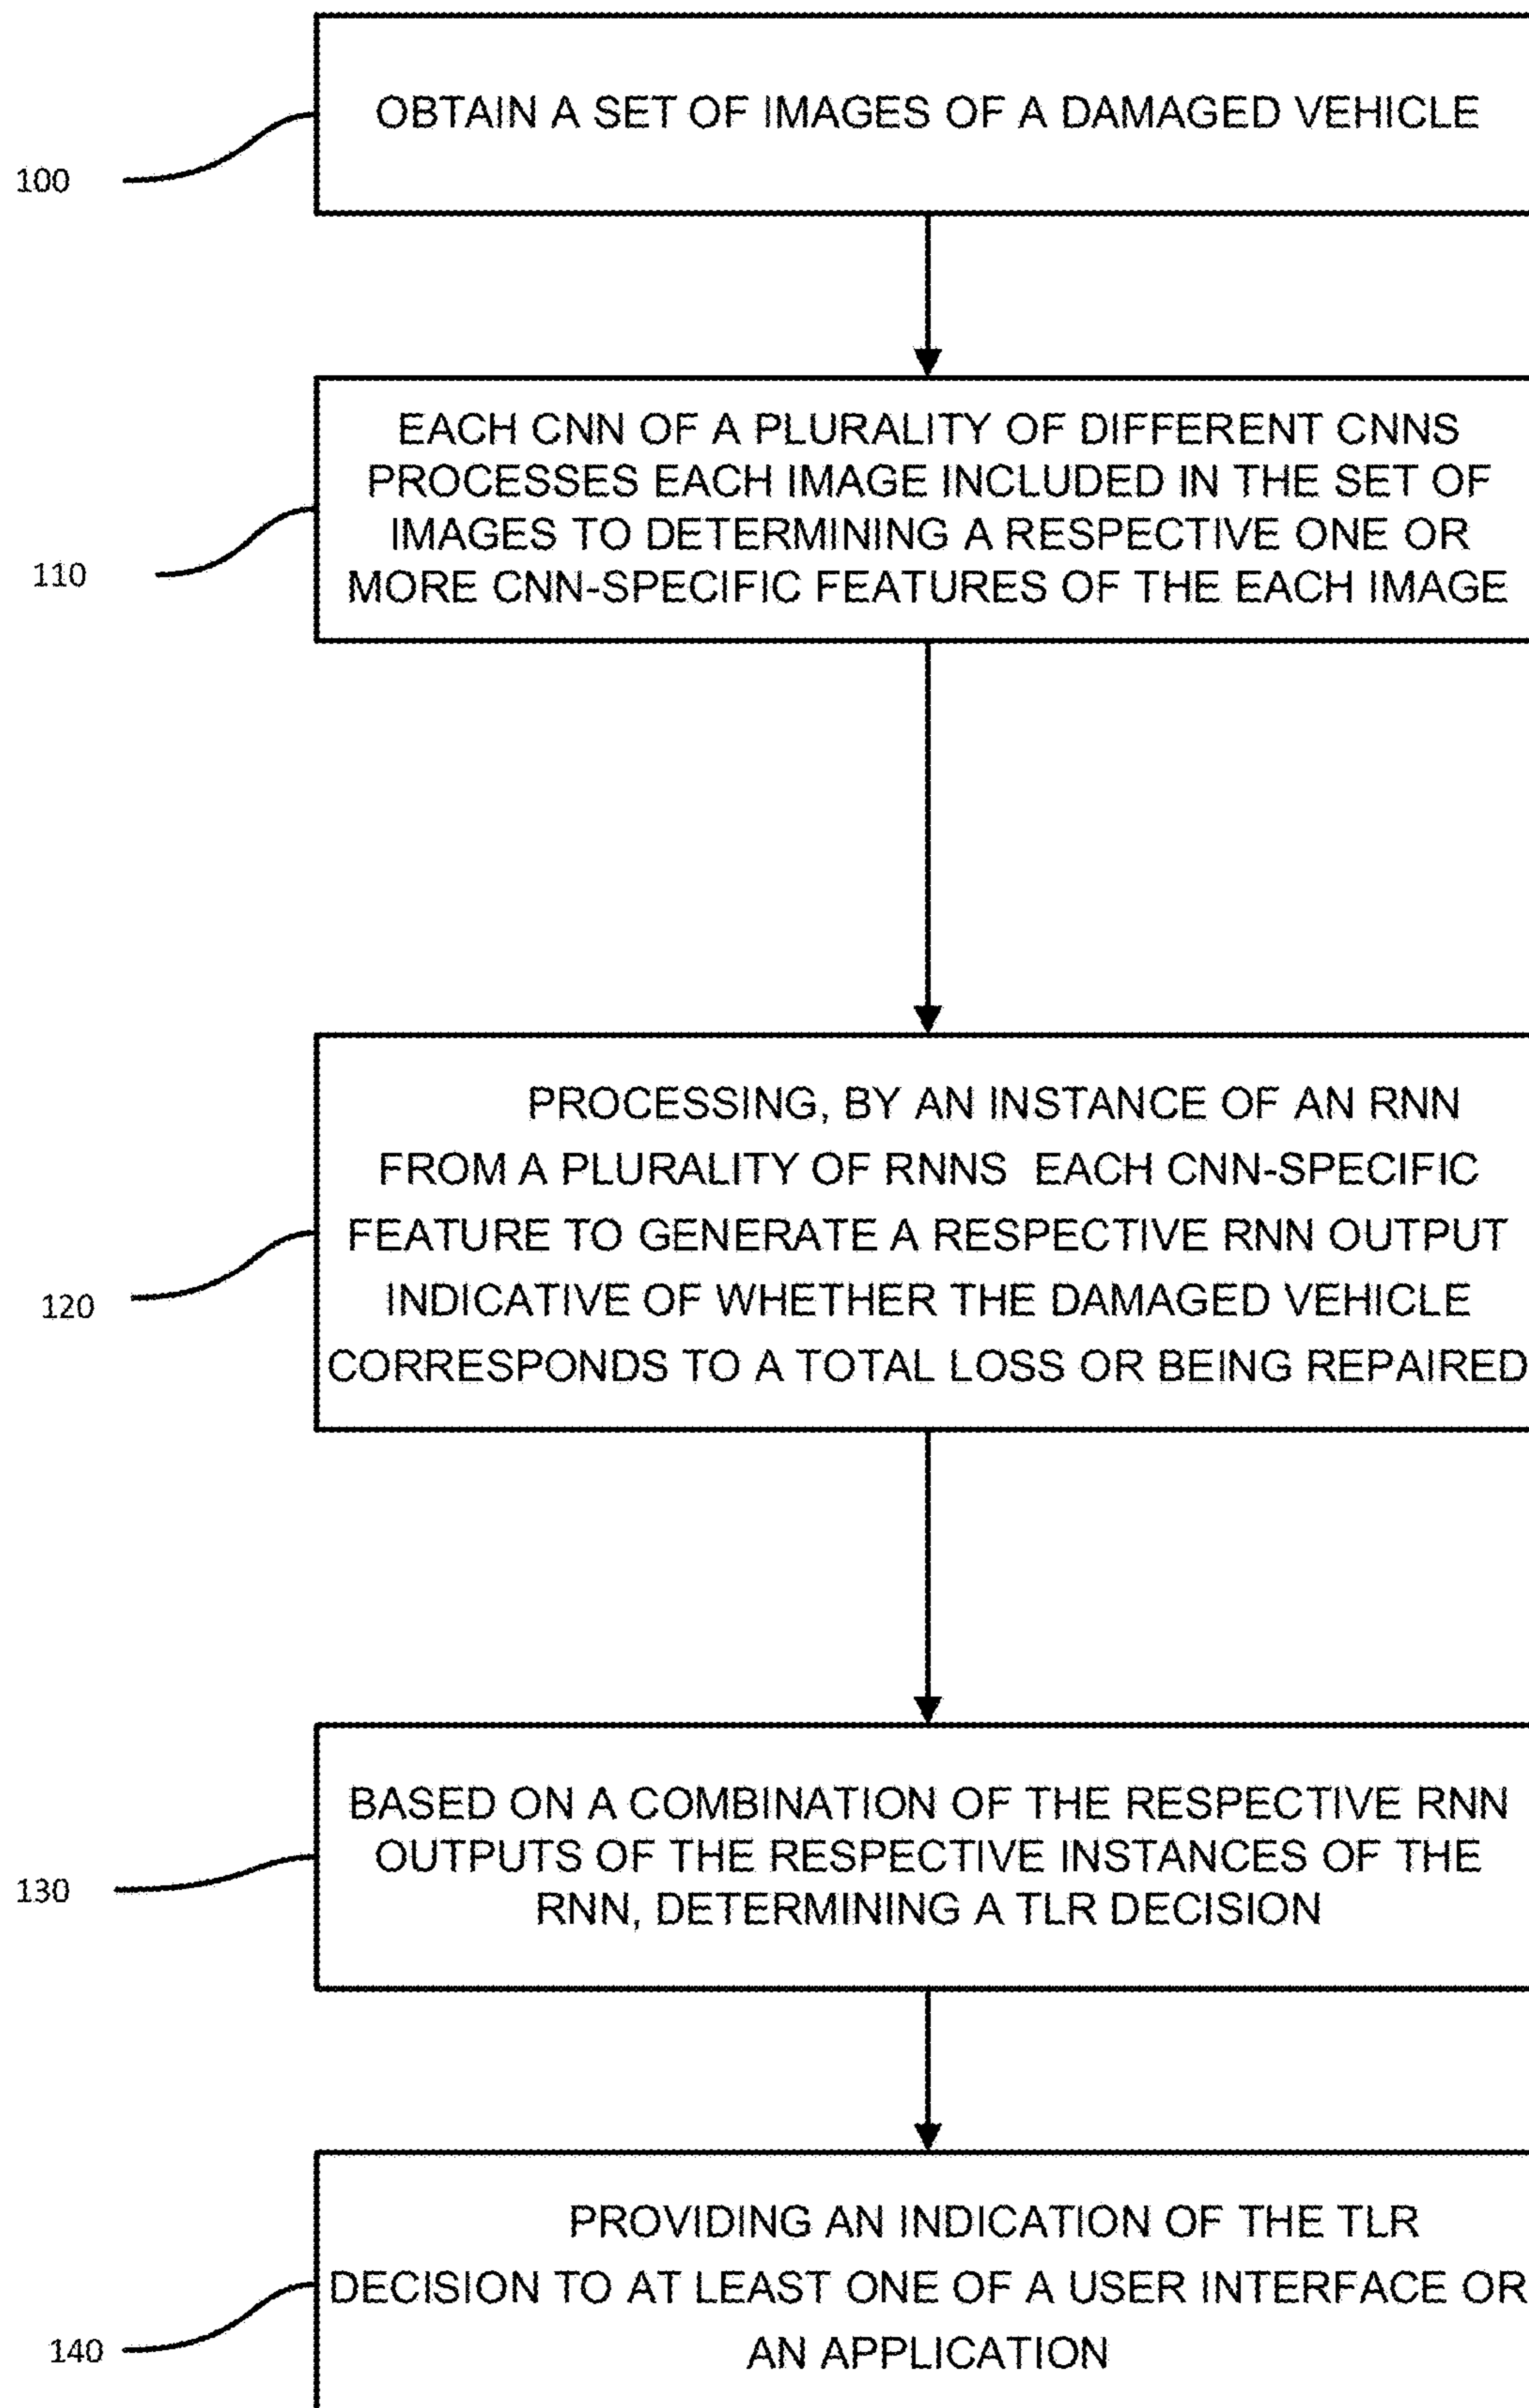 OBTAIN A SET OF IMAGES OF A DAMAGED VEHICLE
100
EACH CNN OF A PLURALITY OF DIFFERENT CNNS
PROCESSES EACH IMAGE INCLUDED IN THE SET OF
IMAGES TO DETERMINING A RESPECTIVE ONE OR
MORE CNN-SPECIFIC FEATURES OF THE EACH IMAGE
110
PROCESSING, BY AN INSTANCE OF AN RNN
FROM A PLURALITY OF RNNS EACH CNN-SPECIFIC
FEATURE TO GENERATE A RESPECTIVE RNN OUTPUT
INDICATIVE OF WHETHER THE DAMAGED VEHICLE
CORRESPONDS TO A TOTAL LOSS OR BEING REPAIRED
120
BASED ON A COMBINATION OF THE RESPECTIVE RNN
OUTPUTS OF THE RESPECTIVE INSTANCES OF THE
RNN, DETERMINING A TLR DECISION
130
PROVIDING AN INDICATION OF THE TLR
DECISION TO AT LEAST ONE OF A USER INTERFACE OR
AN APPLICATION
140